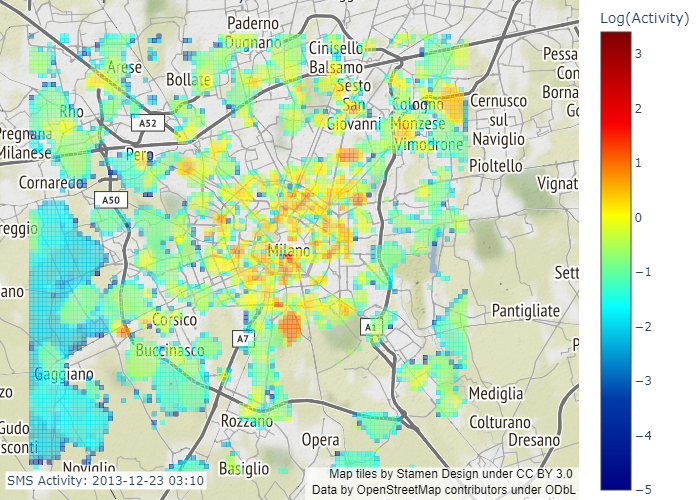 Log(Activity)
3
2
1
0
−1
−2
−3
−4
−5
Paderno
Dugnano
Cinisello
Balsamo
Arese
Bollate
Sesto
San
Giovanni
Cologno
Monzese
Vimodrone
Cernusco
sul
Naviglio
Pessa
Con
Borna
Go
Rho
A52
Pregnana
Milanese
Pero
Pioltello
Cornaredo
A50
Vignat
reggio
Milano
Sett
ano
Corsico
A7
A1
Pantigliate
P
Buccinasco
Gaggiano
zo
Mediglia
Rozzano
Colturano
Gudo
sconti
Opera
Dresano
Noviglio
Basiglio
SMS Activity: 2013-12-23 03:10
Map tiles by Stamen Design under CC BY 3.0
Data by OpenStreetMap contributors under ODbL